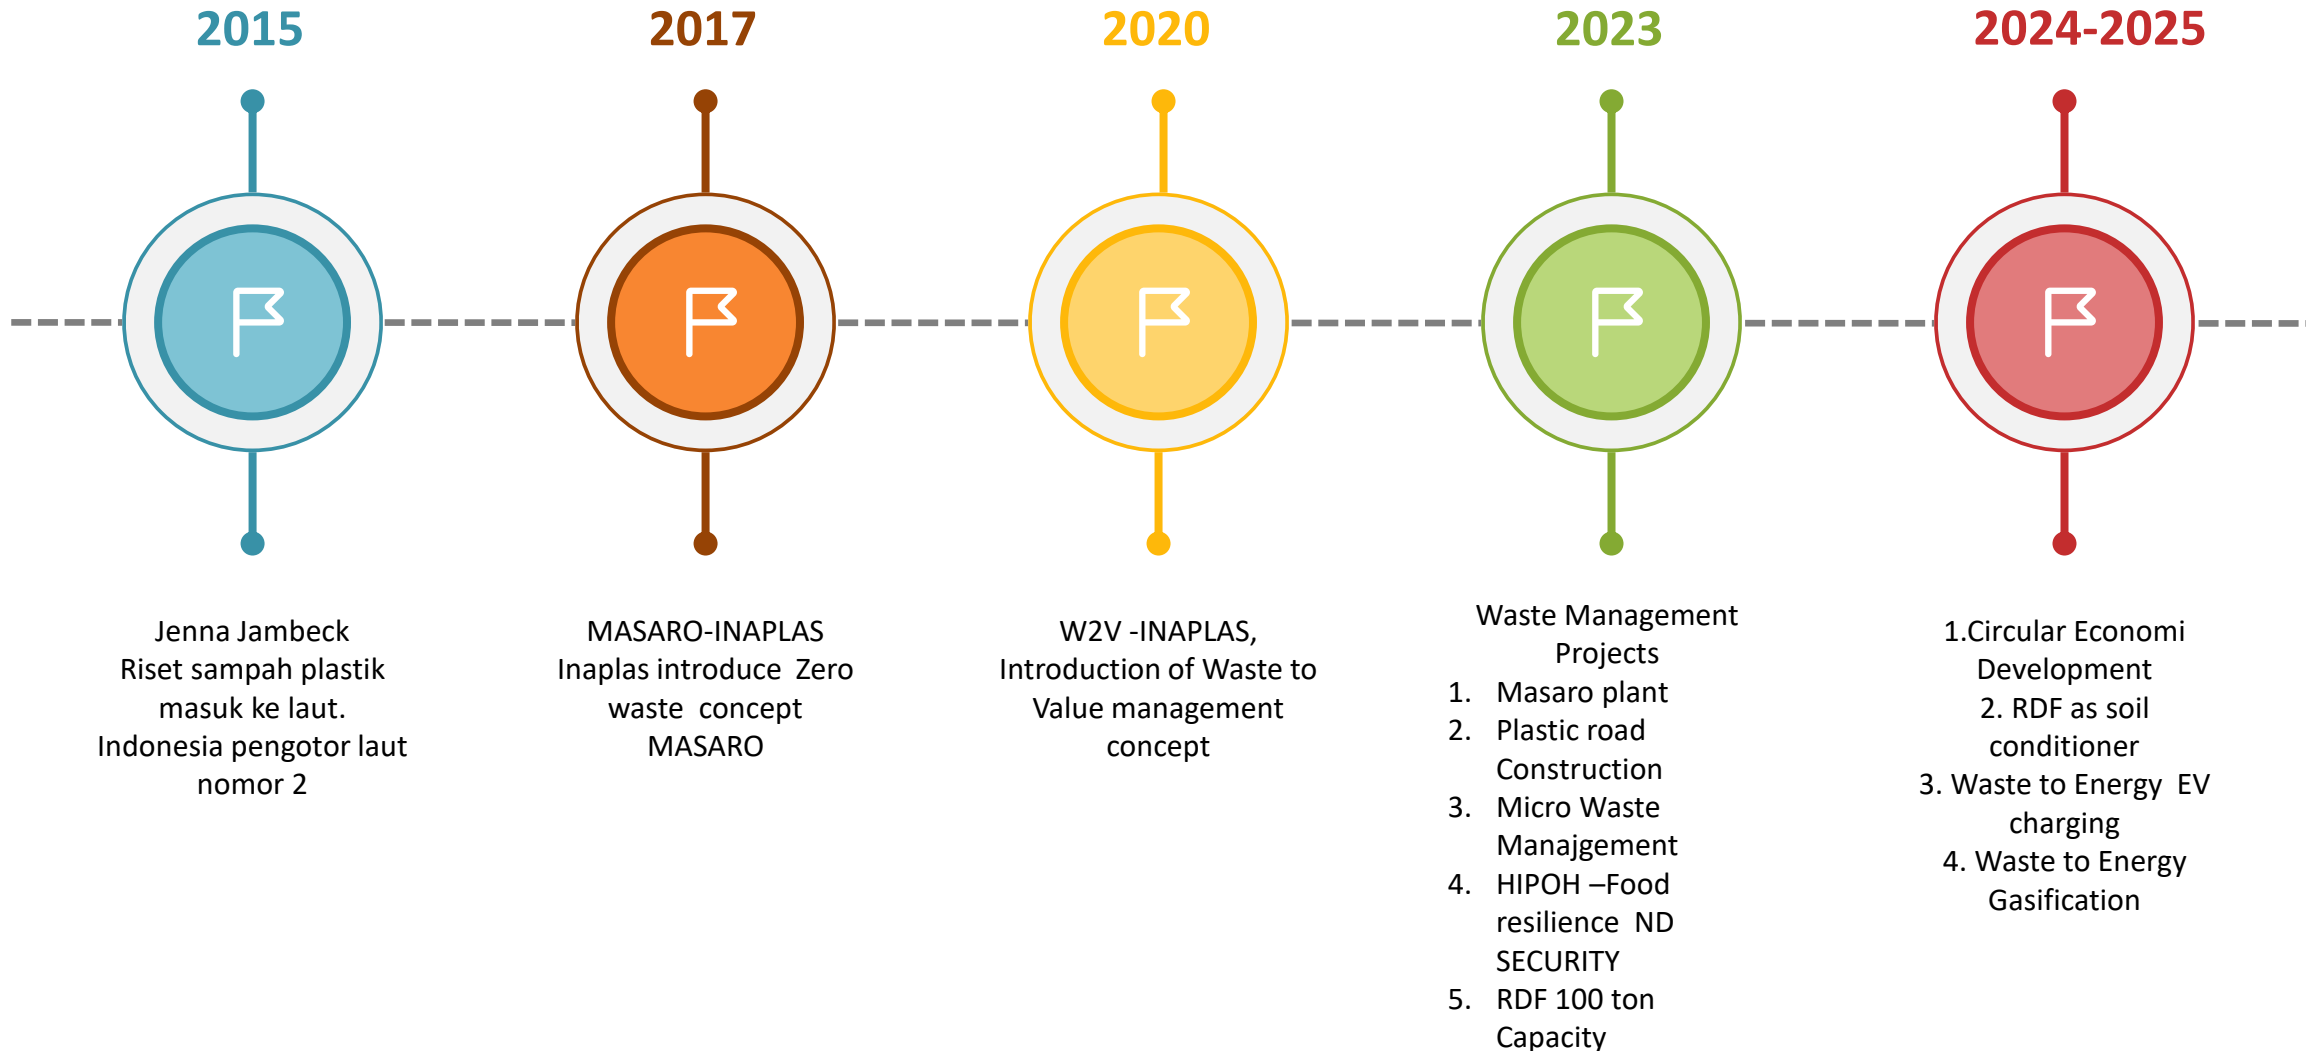 2015
2017
2020
2023
2024-2025
Jenna Jambeck
Riset sampah plastik
masuk ke laut.
Indonesia pengotor laut
nomor 2
MASARO-INAPLAS
Inaplas introduce Zero
waste concept
MASARO
W2V -INAPLAS,
Introduction of Waste to
Value management
concept
Waste Management
Projects
1. Masaro plant
2. Plastic road
Construction
3. Micro Waste
Manajgement
4. HIPOH –Food
resilience ND
SECURITY
5. RDF 100 ton
Capacity
1.Circular Economi
Development
2. RDF as soil
conditioner
3. Waste to Energy EV
charging
4. Waste to Energy
Gasification